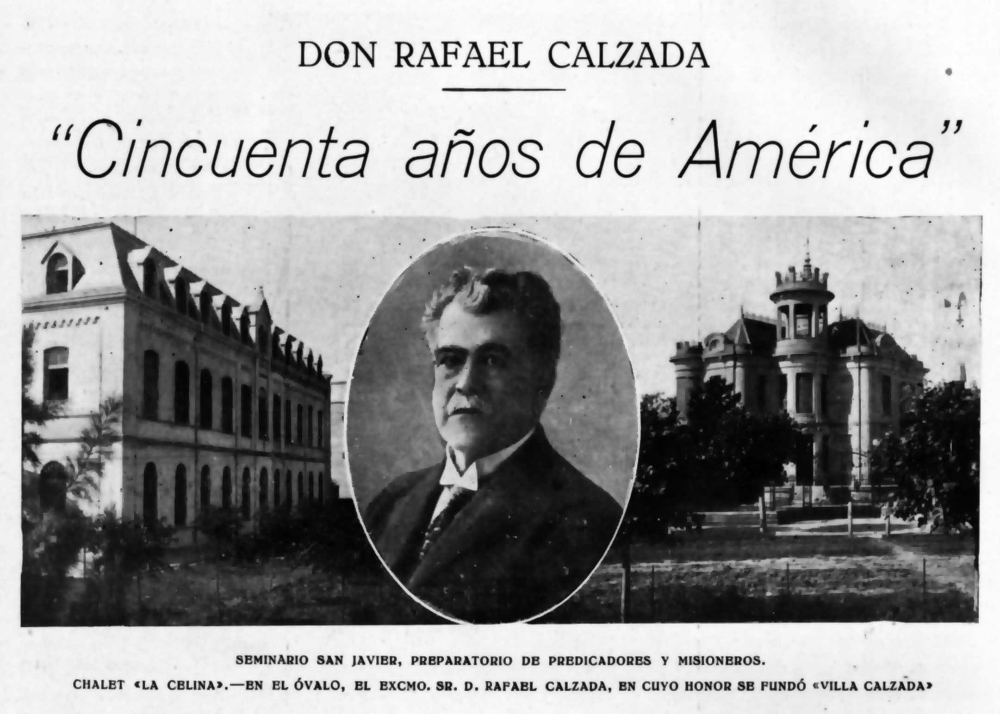 DON RAFAEL CALZADA
“Cincuenta años de América”
SEMINARIO SAN JAVIER, PREPARATORIO DE PREDICADORES Y MISIONEROS.
CHALET «LA CELINA».—EN EL ÓVALO, EL EXCMO. SR. D. RAFAEL CALZADA, EN CUYO HONOR SE FUNDÓ «VILLA CALZADA»